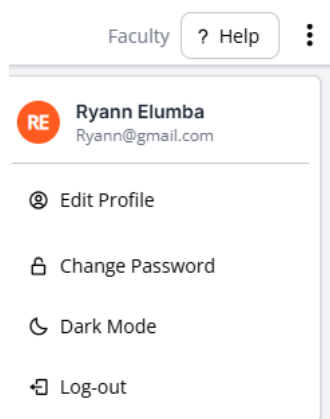 Faculty ? Help
RE
Ryann Elumba
Ryann@gmail.com
Edit Profile
Change Password
Dark Mode
Log-out